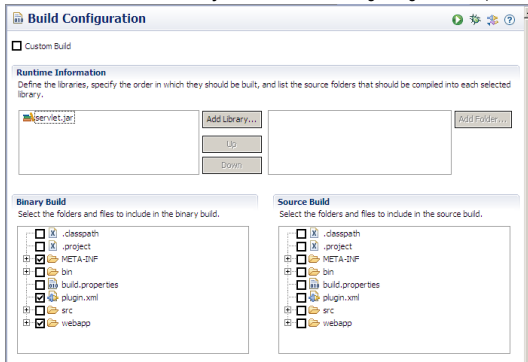 Build Configuration
Custom Build
Runtime Information
Define the libraries, specify the order in which they should be built, and list the source folders that should be compiled into each selected
library.
servlet.jar
Add Library...
Add Folder...
Up
Down
Binary Build
Select the folders and files to include in the binary build.
.classpath
.project
META-INF
bin
build.properties
plugin.xml
src
webapp
Source Build
Select the folders and files to include in the source build.
.classpath
.project
META-INF
bin
build.properties
plugin.xml
src
webapp